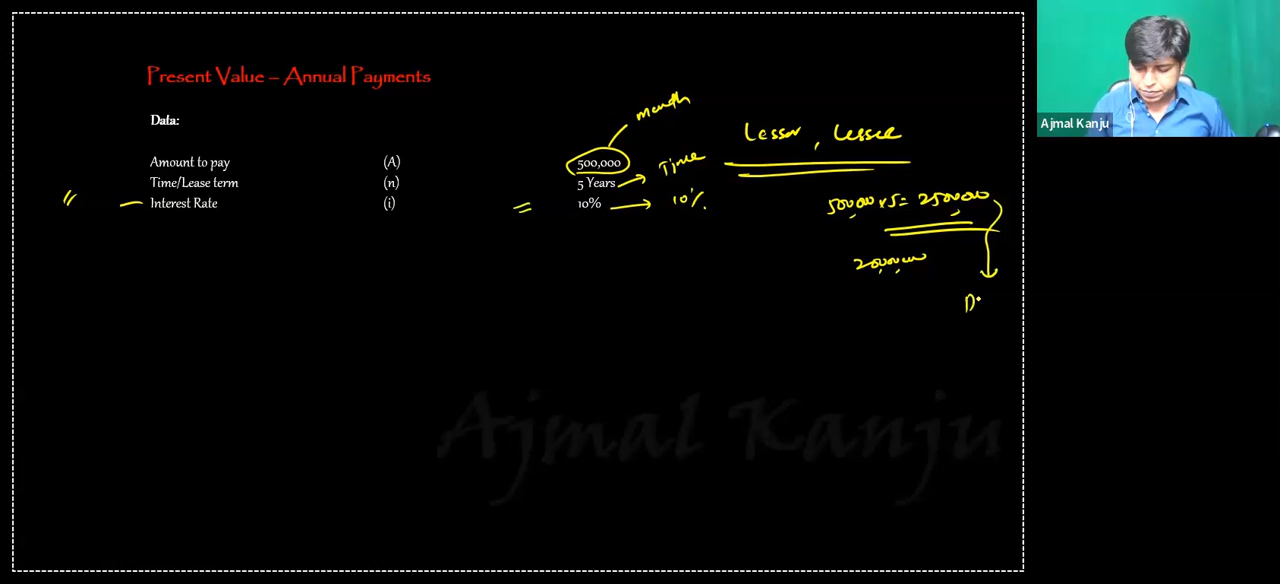 Present Value – Annual Payments
Data:
month
Lessor, Lessee
Amount to pay (A) 500,000
Time/Lease term (n) 5 Years Time
Interest Rate (i) = 10% 10%
500000 x 5 = 2500000
2000000
D
Ajmal Kanju
Ajmal Kanju